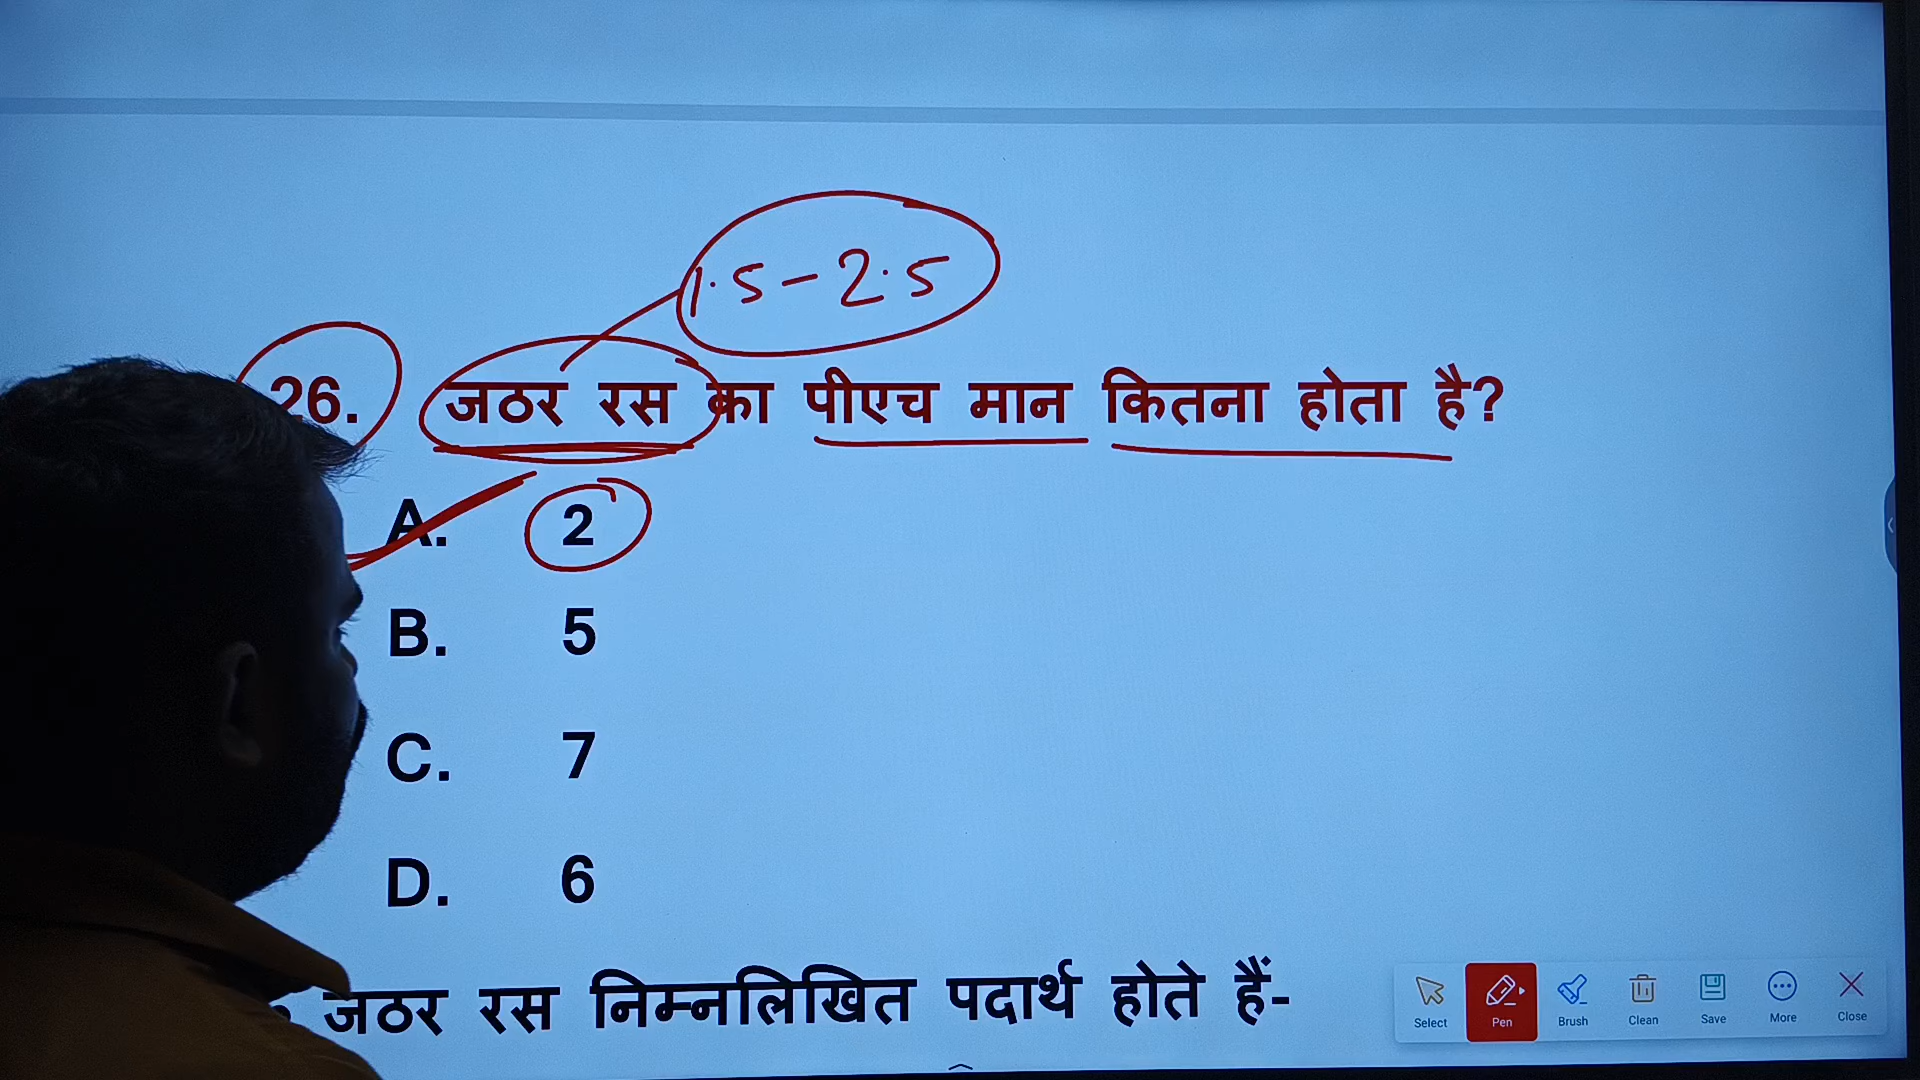 1.5 - 2.5
26. जठर रस का पीएच मान कितना होता है?
A. 2
B. 5
C. 7
D. 6
जठर रस निम्नलिखित पदार्थ होते हैं-
Select Pen Brush Clean Save More Close